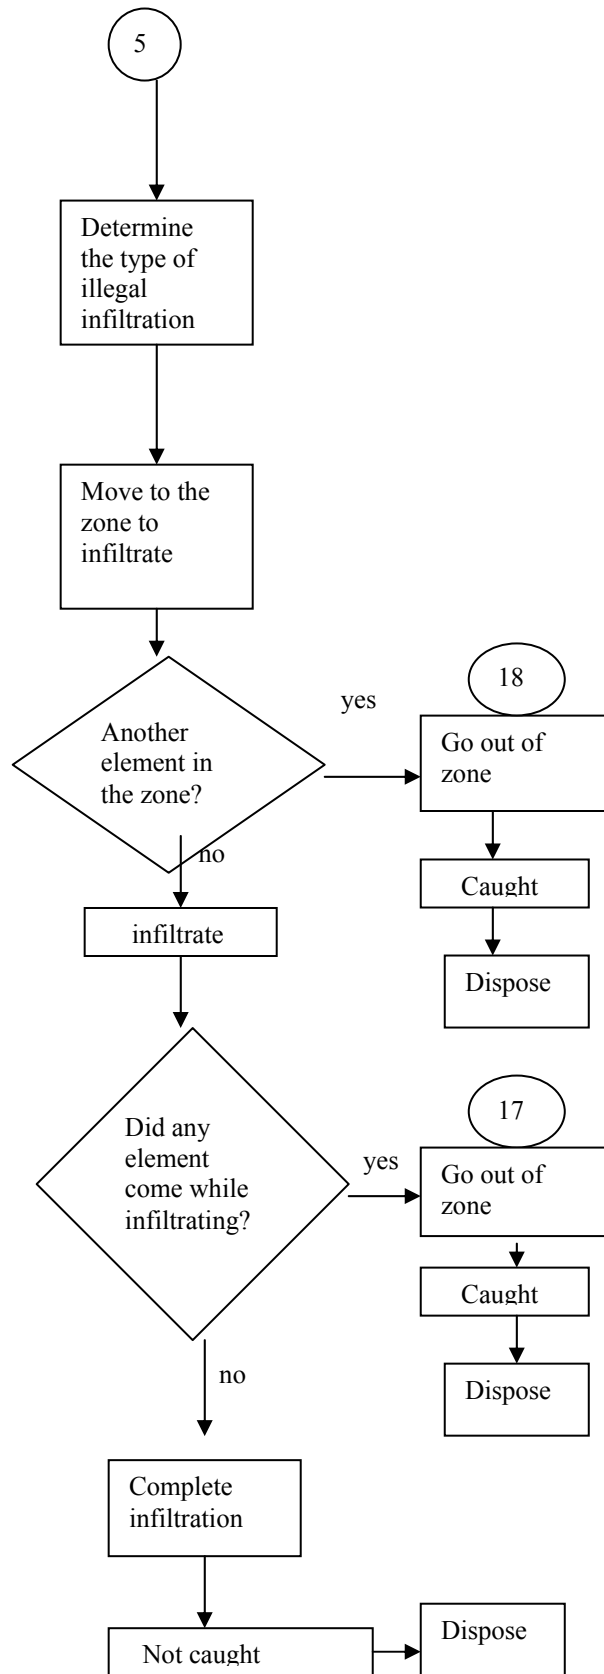 5
Determine
the type of
illegal
infiltration
Move to the
zone to
infiltrate
Another
element in
the zone?
yes
18
Go out of
zone
Caught
Dispose
no
infiltrate
Did any
element
come while
infiltrating?
yes
17
Go out of
zone
Caught
Dispose
no
Complete
infiltration
Not caught
Dispose